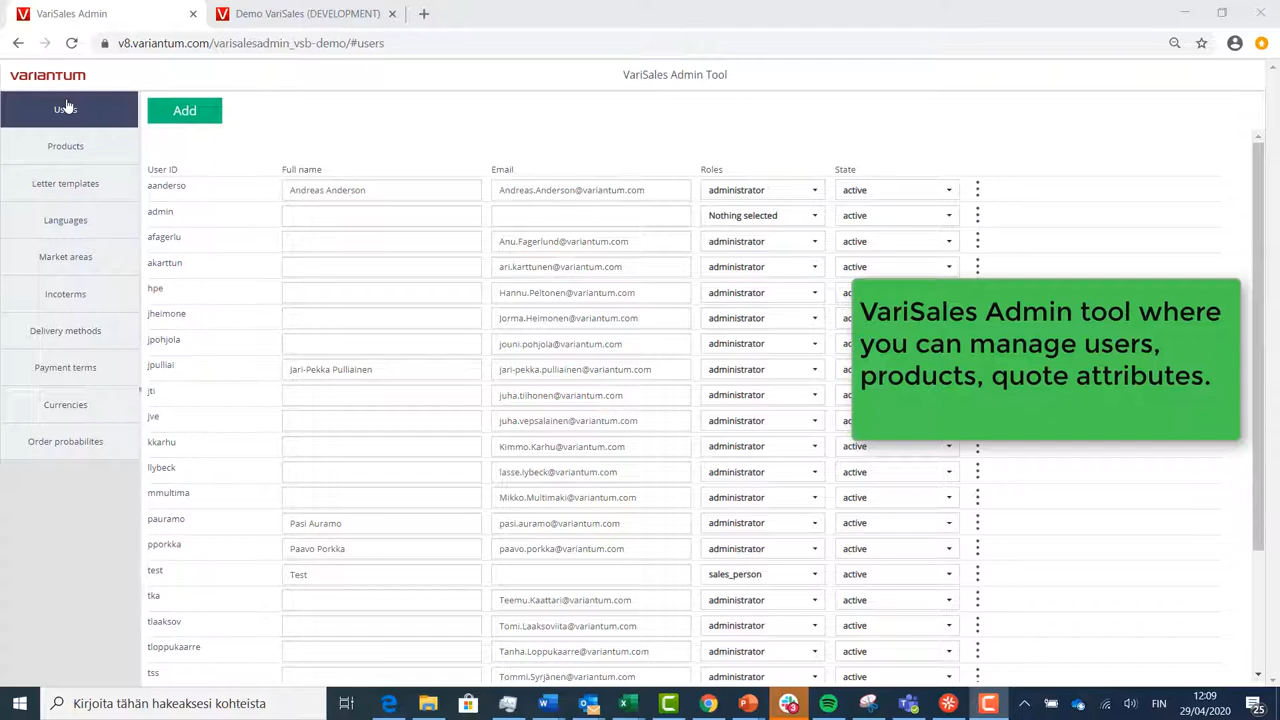 VariSales Admin
Demo VariSales (DEVELOPMENT)
v8.variantum.com/varisalesadmin_vsb-demo/#users
variantum
VariSales Admin Tool
Users
Products
Letter templates
Languages
Market areas
Incoterms
Delivery methods
Payment terms
Currencies
Order probabilites
Add
User ID Full name Email Roles State
aanderso Andreas Anderson Andreas.Anderson@variantum.com administrator active
admin Nothing selected active
afagerlu Anu.Fagerlund@variantum.com administrator active
akarttun ari.karttunen@variantum.com administrator active
hpe Hannu.Peltonen@variantum.com administrator
jheimone Jorma.Heimonen@variantum.com administrator
jpohjola jouni.pohjola@variantum.com administrator
jpulliai Jari-Pekka Pulliainen jari-pekka.pulliainen@variantum.com administrator
jti juha.tiihonen@variantum.com administrator
jve juha.vepsalainen@variantum.com administrator
kkarhu Kimmo.Karhu@variantum.com administrator active
llybeck lasse.lybeck@variantum.com administrator active
mmultima Mikko.Multimaki@variantum.com administrator active
pauramo Pasi Auramo pasi.auramo@variantum.com administrator active
pporkka Paavo Porkka paavo.porkka@variantum.com administrator active
test Test sales_person active
tka Teemu.Kaattari@variantum.com administrator active
tlaaksov Tomi.Laaksoviita@variantum.com administrator active
tloppukaarre Tanha.Loppukaarre@variantum.com administrator active
tss Tommi.Syrjänen@variantum.com administrator active
VariSales Admin tool where
you can manage users,
products, quote attributes.
Kirjoita tähän hakeaksesi kohteita
3
FIN
12:09
29/04/2020
25